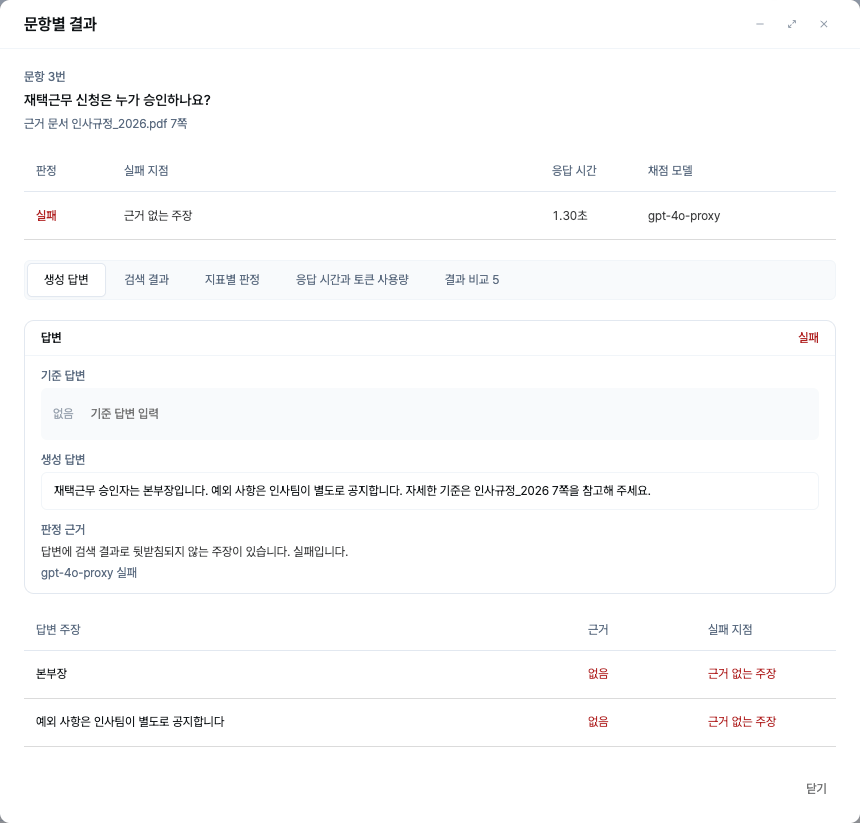 문항별 결과
문항 3번
재택근무 신청은 누가 승인하나요?
근거 문서 인사규정_2026.pdf 7쪽
판정 실패 지점 응답 시간 채점 모델
실패 근거 없는 주장 1.30초 gpt-4o-proxy
생성 답변 검색 결과 지표별 판정 응답 시간과 토큰 사용량 결과 비교 5
답변 실패
기준 답변
없음 기준 답변 입력
생성 답변
재택근무 승인자는 본부장입니다. 예외 사항은 인사팀이 별도로 공지합니다. 자세한 기준은 인사규정_2026 7쪽을 참고해 주세요.
판정 근거
답변에 검색 결과로 뒷받침되지 않는 주장이 있습니다. 실패입니다.
gpt-4o-proxy 실패
답변 주장 근거 실패 지점
본부장 없음 근거 없는 주장
예외 사항은 인사팀이 별도로 공지합니다 없음 근거 없는 주장
닫기